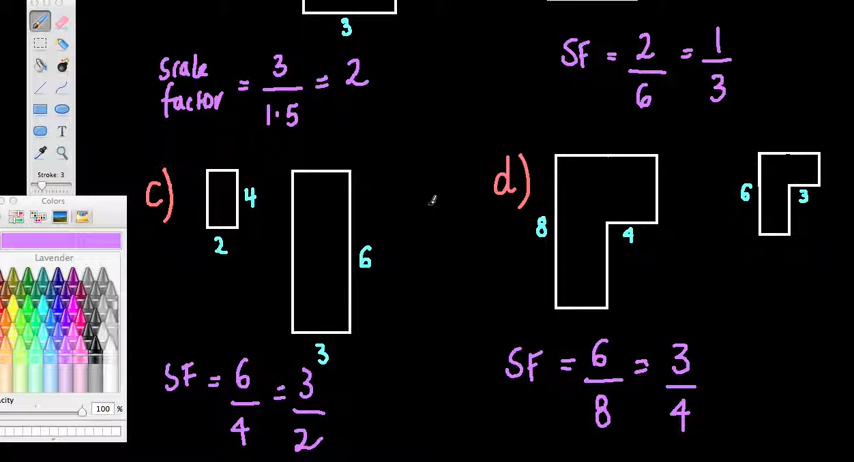 3
Scale
factor
= 3 / 1.5 = 2
SF = 2 / 6 = 1 / 3
Stroke: 3
Colors
Lavender
acity
100 %
c)
4
2
6
3
SF = 6 / 4 = 3 / 2
d)
8
4
6
3
SF = 6 / 8 = 3 / 4
T